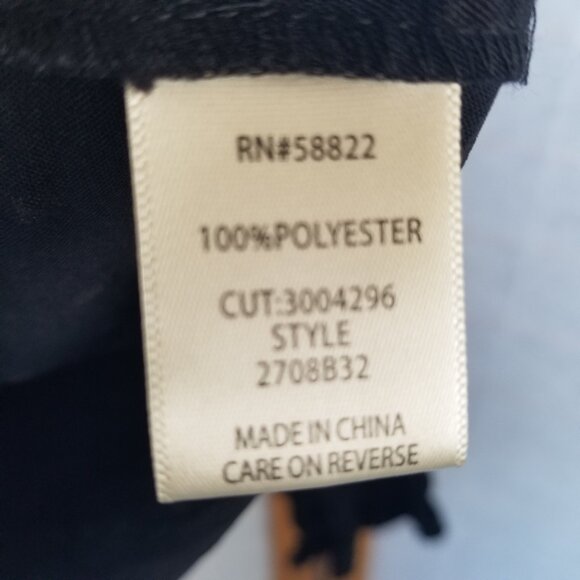 RN#58822
100%POLYESTER
CUT:3004296
STYLE
2708B32
MADE IN CHINA
CARE ON REVERSE